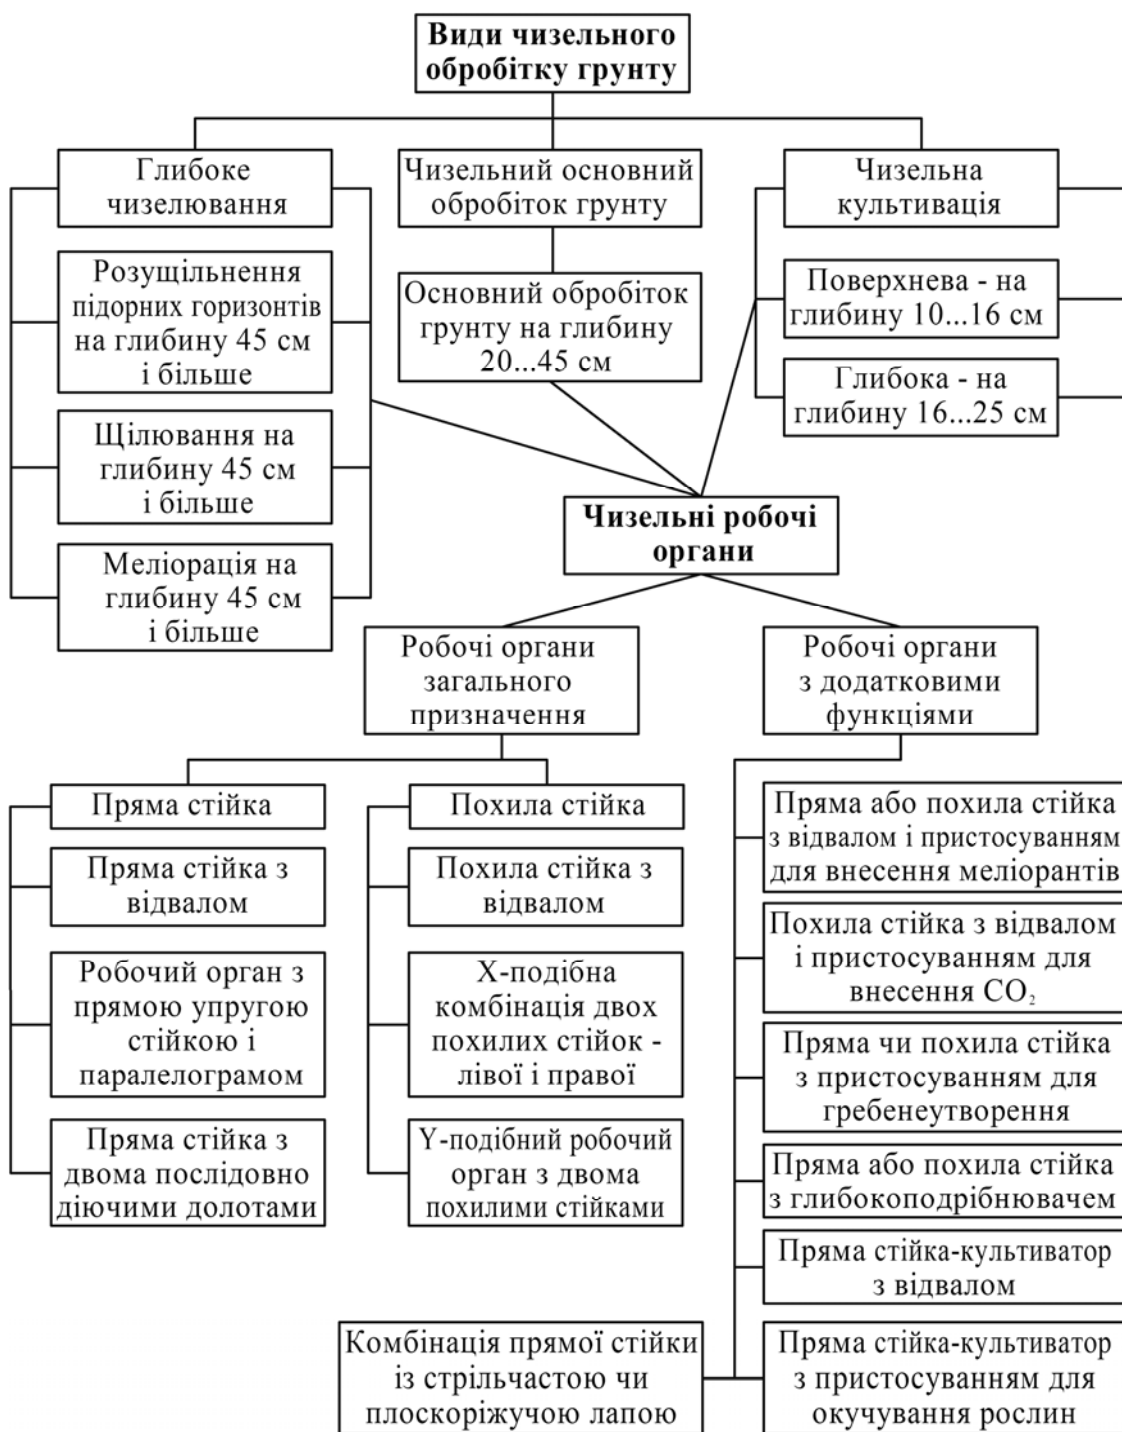 Види чизельного
обробітку грунту
Глибоке
чизелювання
Чизельний основний
обробіток грунту
Чизельна
культивація
Розущільнення
підорних горизонтів
на глибину 45 см
і більше
Основний обробіток
грунту на глибину
20...45 см
Поверхнева - на
глибину 10...16 см
Глибока - на
глибину 16...25 см
Щілювання на
глибину 45 см
і більше
Меліорація на
глибину 45 см
і більше
Чизельні робочі
органи
Робочі органи
загального
призначення
Робочі органи
з додатковими
функціями
Пряма стійка
Пряма стійка з
відвалом
Робочий орган з
прямою упругою
стійкою і
паралелограмом
Пряма стійка з
двома послідовно
діючими долотами
Похила стійка
Похила стійка з
відвалом
X-подібна
комбінація двох
похилих стійок -
лівої і правої
Y-подібний робочий
орган з двома
похилими стійками
Пряма або похила стійка
з відвалом і пристосуванням
для внесення меліорантів
Похила стійка з відвалом
і пристосуванням для
внесення CO₂
Пряма чи похила стійка
з пристосуванням для
гребенеутворення
Пряма або похила стійка
з глибокоподрібнювачем
Пряма стійка-культиватор
з відвалом
Комбінація прямої стійки
із стрільчастою чи
плоскоріжучою лапою
Пряма стійка-культиватор
з пристосуванням для
окучування рослин